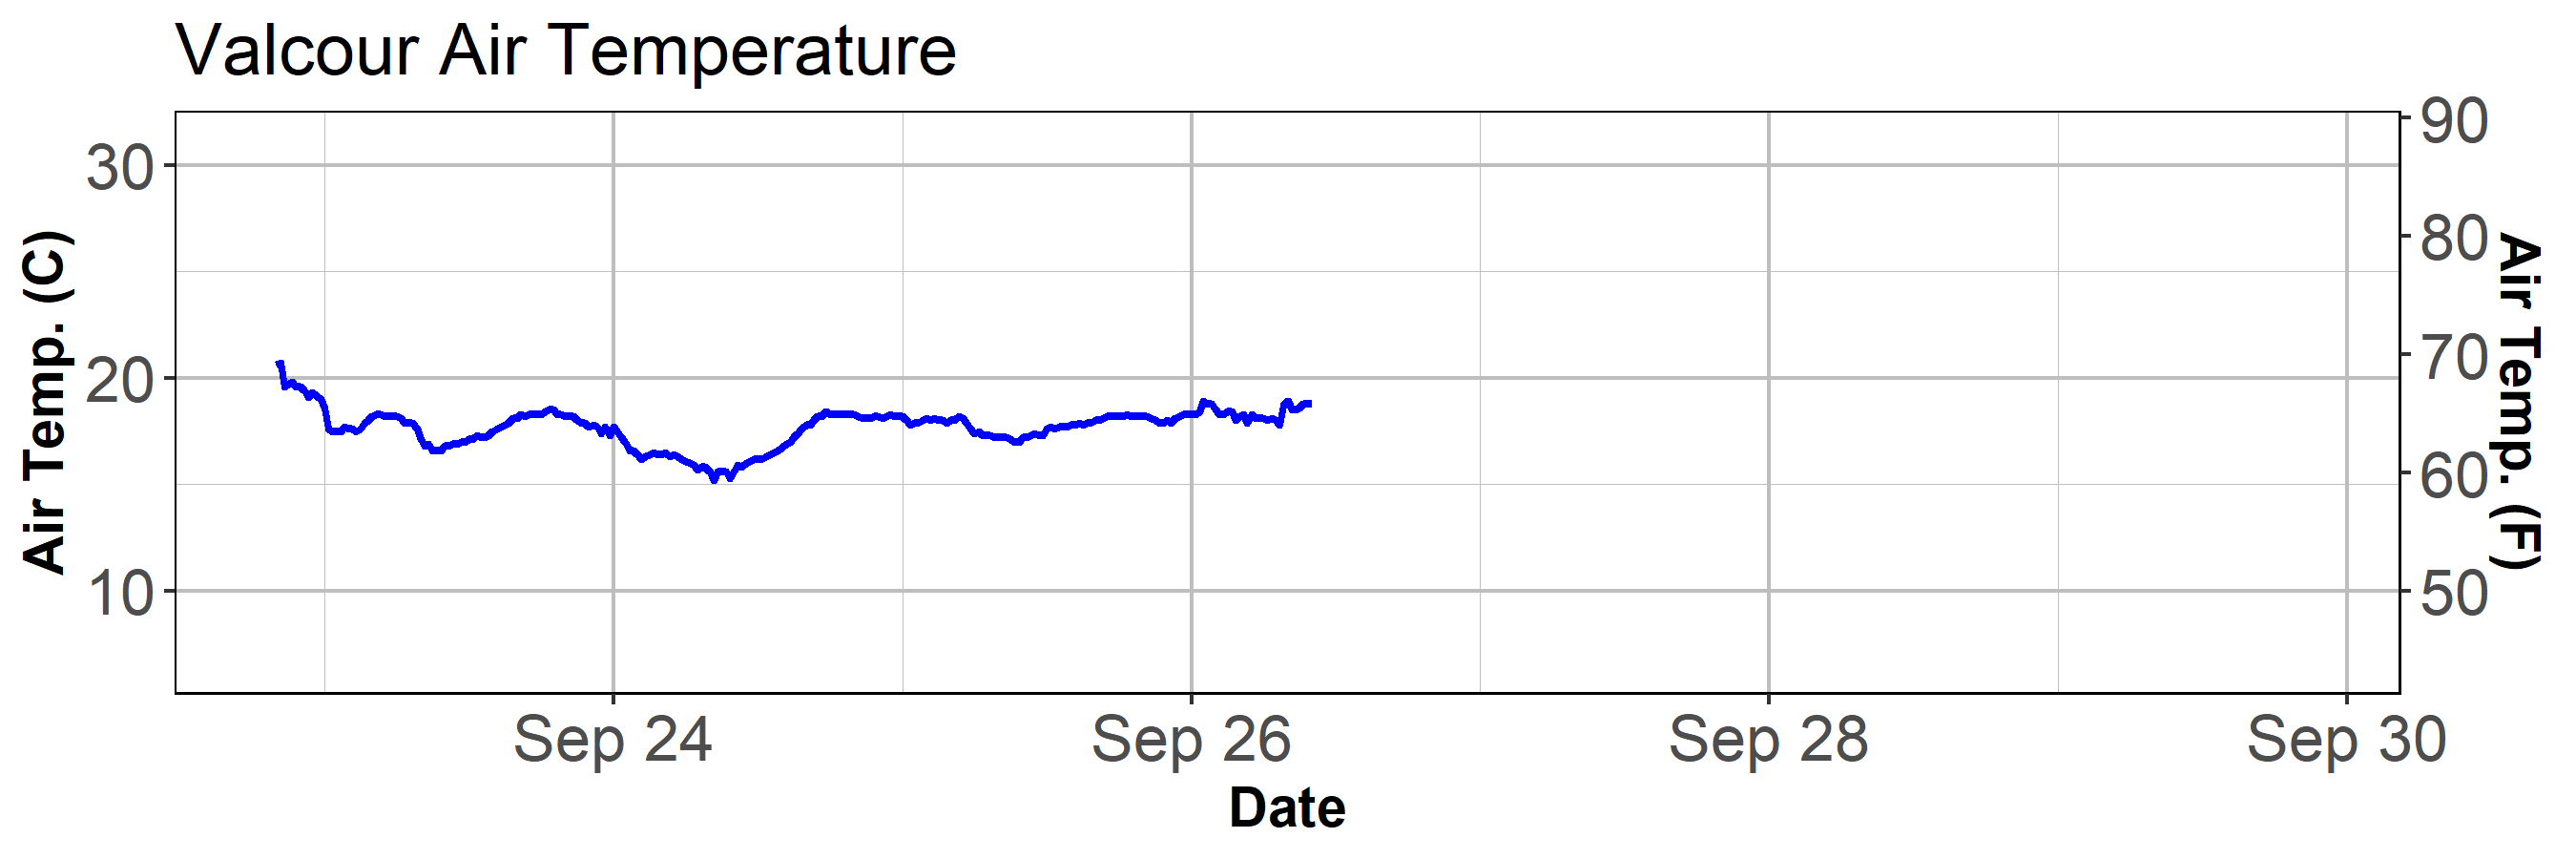 Valcour Air Temperature
Air Temp. (C)
30
20
10
90
80
70
60
50
Air Temp. (F)
Sep 24
Sep 26
Sep 28
Sep 30
Date